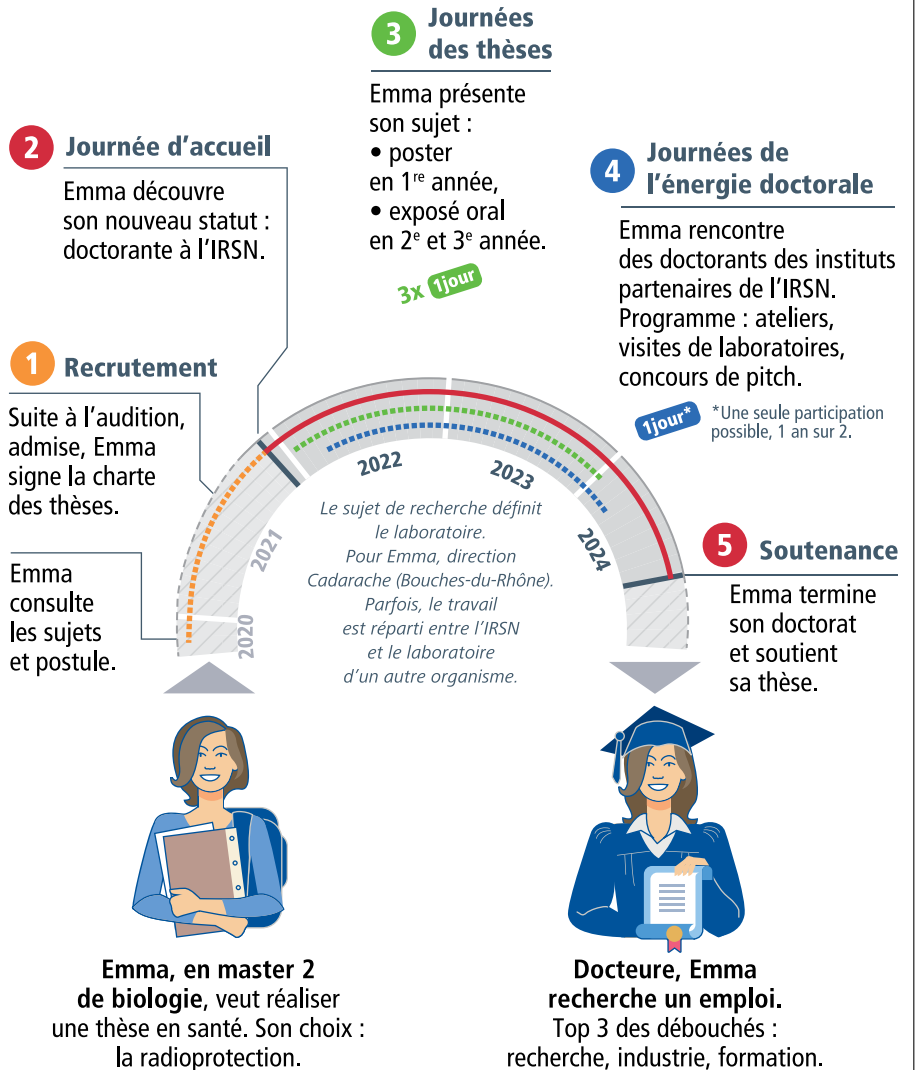 1 Recrutement
Suite à l'audition,
admise, Emma
signe la charte
des thèses.
Emma
consulte
les sujets
et postule.
2 Journée d'accueil
Emma découvre
son nouveau statut :
doctorante à l'IRSN.
3 Journées
des thèses
Emma présente
son sujet :
• poster
en 1re année,
• exposé oral
en 2e et 3e année.
3x 1jour
4 Journées de
l'énergie doctorale
Emma rencontre
des doctorants des instituts
partenaires de l'IRSN.
Programme : ateliers,
visites de laboratoires,
concours de pitch.
1jour*
*Une seule participation
possible, 1 an sur 2.
5 Soutenance
Emma termine
son doctorat
et soutient
sa thèse.
2020
2021
2022
2023
2024
Le sujet de recherche définit
le laboratoire.
Pour Emma, direction
Cadarache (Bouches-du-Rhône).
Parfois, le travail
est réparti entre l'IRSN
et le laboratoire
d'un autre organisme.
Emma, en master 2
de biologie, veut réaliser
une thèse en santé. Son choix :
la radioprotection.
Docteure, Emma
recherche un emploi.
Top 3 des débouchés :
recherche, industrie, formation.